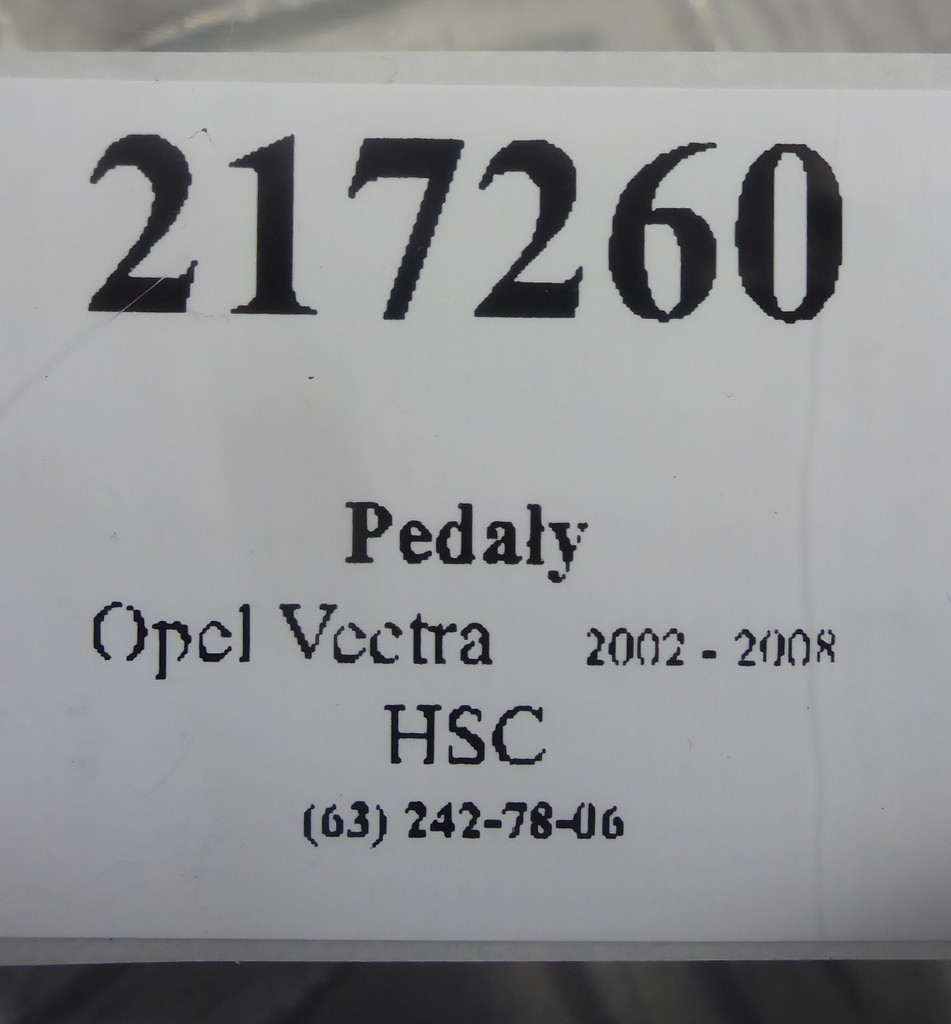 217260
Pedały
Opel Vectra 2002 - 2008
HSC
(63) 242-78-06